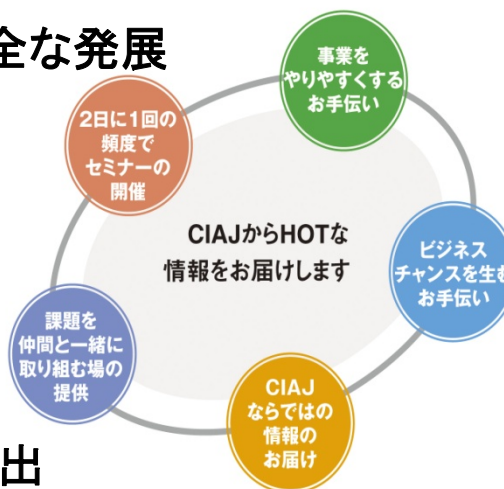 全な発展
事業を
やりやすくする
お手伝い
2日に1回の
頻度で
セミナーの
開催
CIAJからHOTな
情報をお届けします
ビジネス
チャンスを生む
お手伝い
課題を
仲間と一緒に
取り組む場の
提供
CIAJ
ならではの
情報の
お届け
出